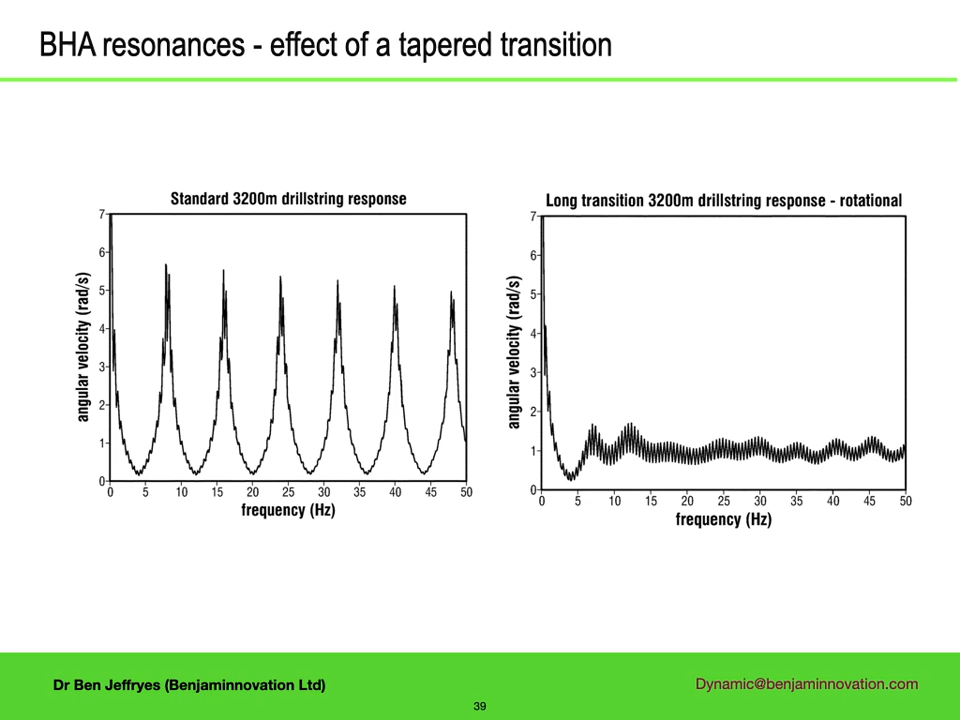 BHA resonances - effect of a tapered transition
Standard 3200m drillstring response
7
6
5
4
3
2
1
0
angular velocity (rad/s)
0 5 10 15 20 25 30 35 40 45 50
frequency (Hz)
Long transition 3200m drillstring response - rotational
7
6
5
4
3
2
1
0
angular velocity (rad/s)
0 5 10 15 20 25 30 35 40 45 50
frequency (Hz)
Dr Ben Jeffryes (Benjaminnovation Ltd)
Dynamic@benjaminnovation.com
39